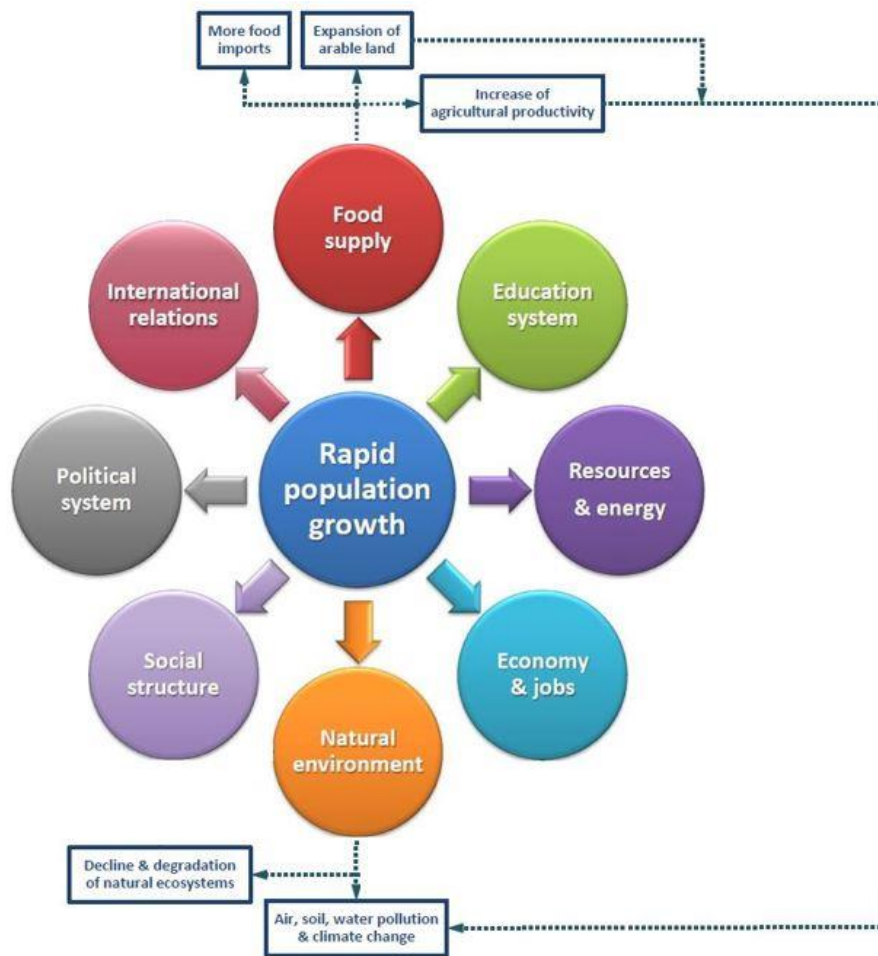 More food
imports
Expansion of
arable land
Increase of
agricultural productivity
Food
supply
International
relations
Education
system
Rapid
population
growth
Political
system
Resources
& energy
Social
structure
Economy
& jobs
Natural
environment
Decline & degradation
of natural ecosystems
Air, soil, water pollution
& climate change